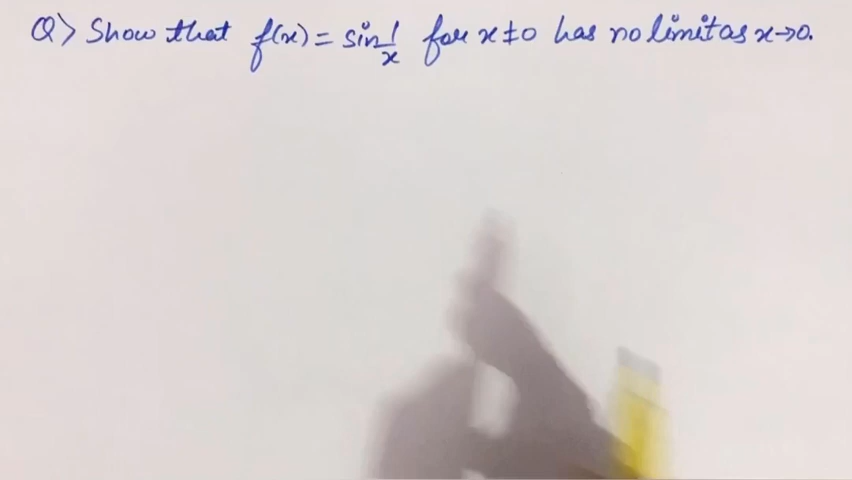 Q> Show that f(x) = sin 1/x for x ≠ 0 has no limit as x→0.